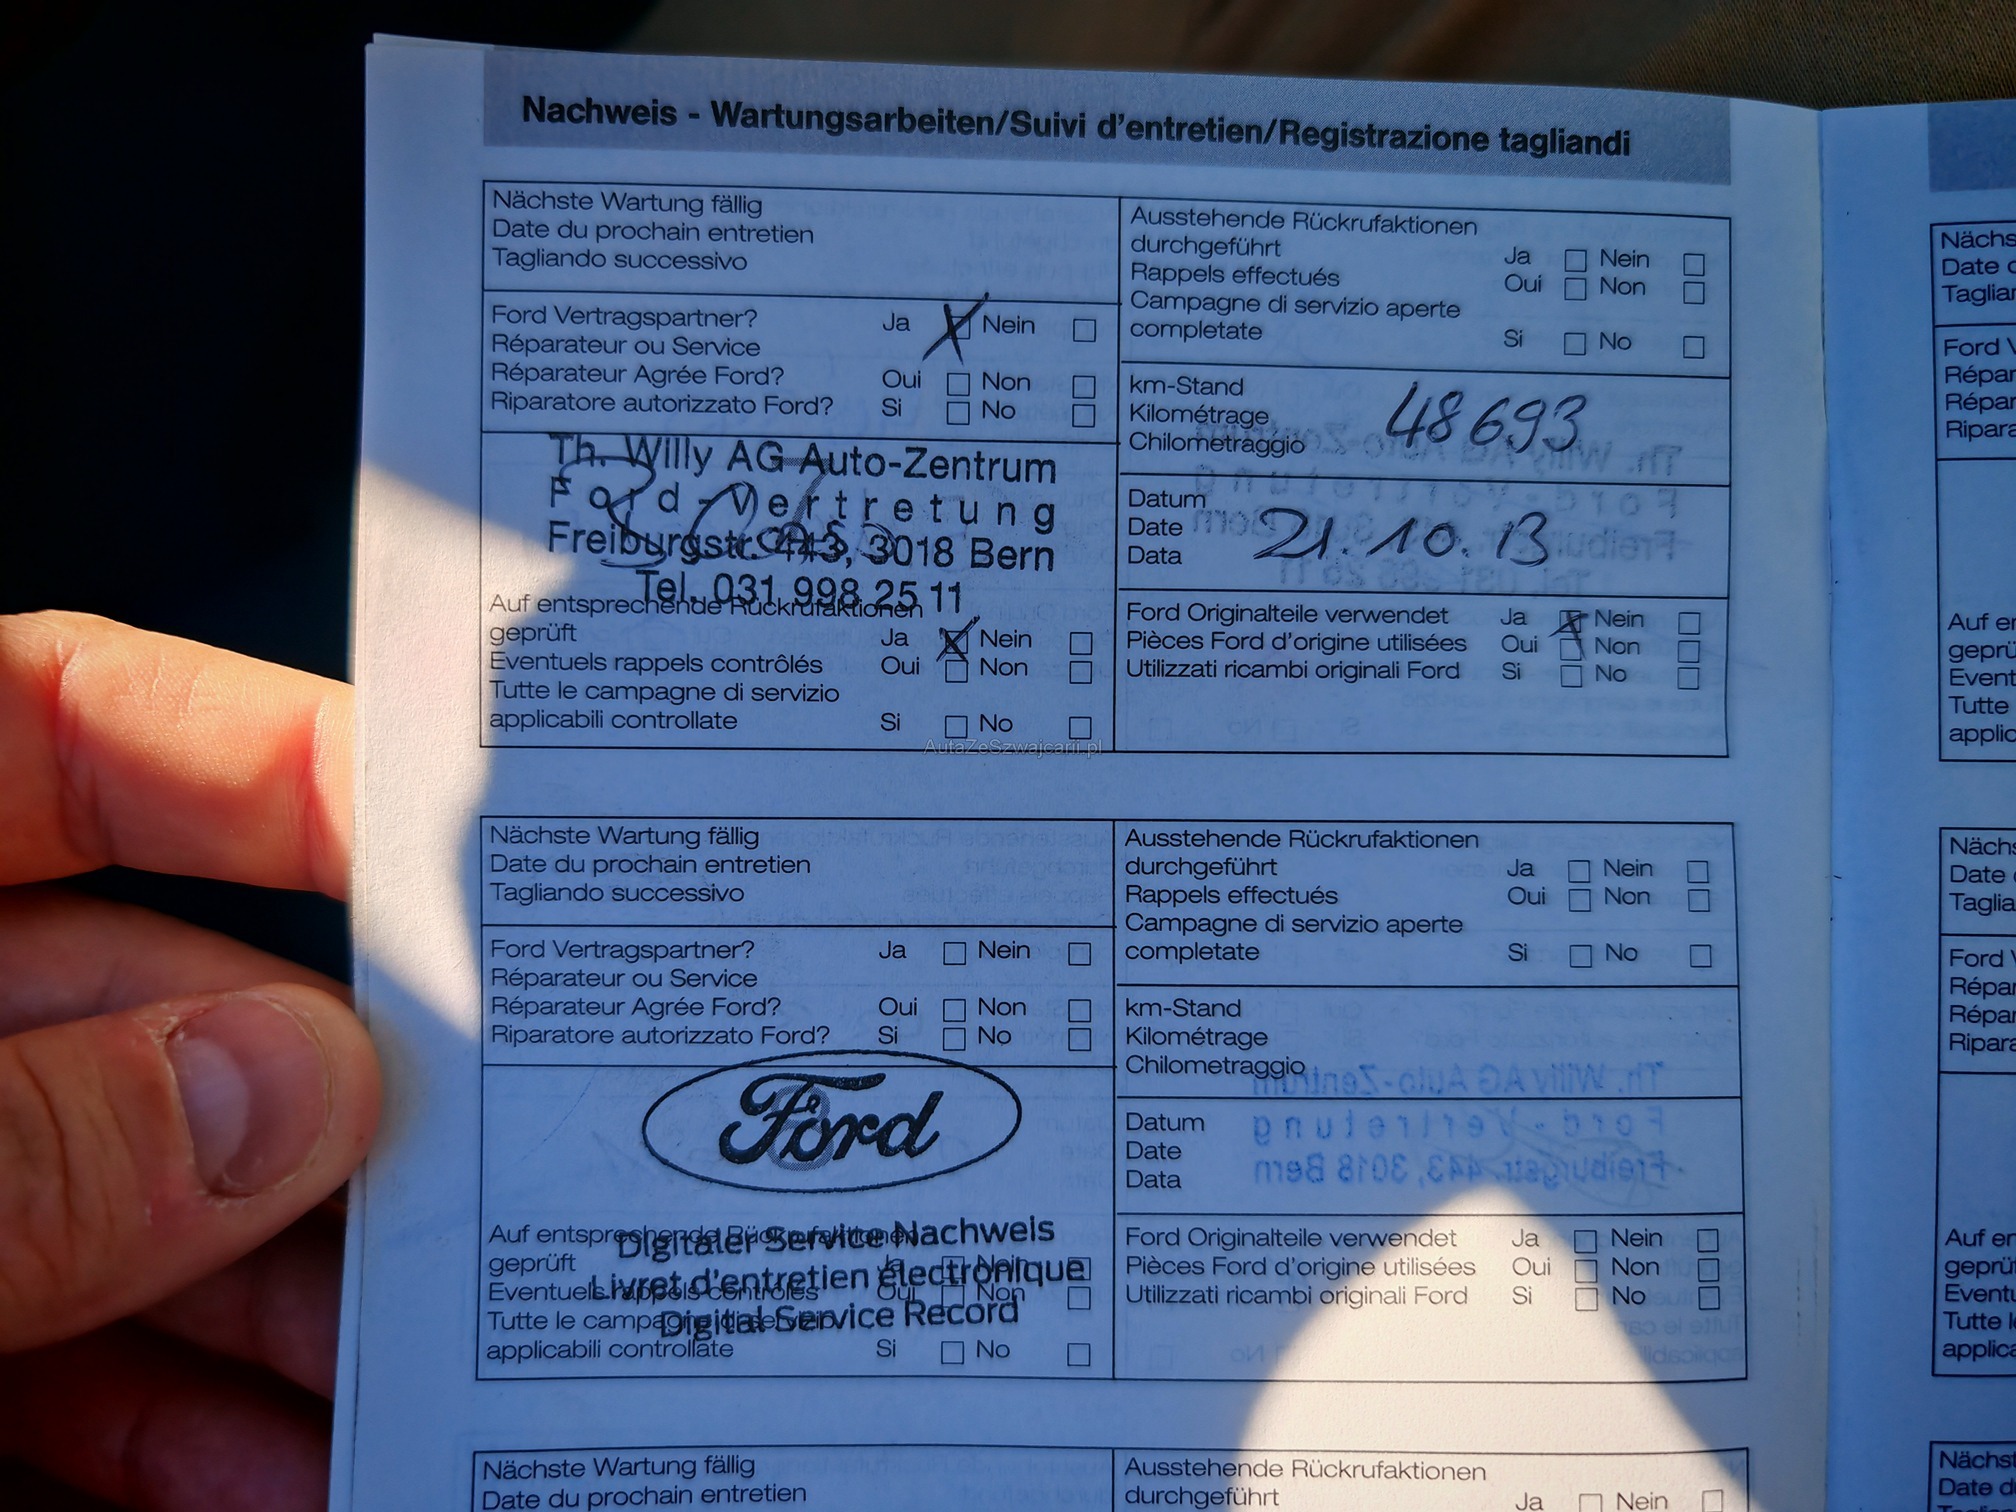 Nachweis - Wartungsarbeiten/Suivi d'entretien/Registrazione tagliandi
Nächste Wartung fällig
Date du prochain entretien
Tagliando successivo
Ausstehende Rückrufaktionen
durchgeführt Ja Nein
Rappels effectués Oui Non
Campagne di servizio aperte
completate Si No
Ford Vertragspartner? Ja Nein
Réparateur ou Service
Réparateur Agrée Ford? Oui Non
Riparatore autorizzato Ford? Si No
km-Stand
Kilométrage
Chilometraggio
48693
Th. Willy AG Auto-Zentrum
Ford-Vertretung
Freiburgstr. 443, 3018 Bern
Tel. 031 998 25 11
Datum
Date
Data
21.10.13
Auf entsprechende Rückrufaktionen
geprüft Ja Nein
Eventuels rappels contrôlés Oui Non
Tutte le campagne di servizio
applicabili controllate Si No
Ford Originalteile verwendet Ja Nein
Pièces Ford d'origine utilisées Oui Non
Utilizzati ricambi originali Ford Si No
AutaZeSzwajcarii.pl
Nächste Wartung fällig
Date du prochain entretien
Tagliando successivo
Ausstehende Rückrufaktionen
durchgeführt Ja Nein
Rappels effectués Oui Non
Campagne di servizio aperte
completate Si No
Ford Vertragspartner? Ja Nein
Réparateur ou Service
Réparateur Agrée Ford? Oui Non
Riparatore autorizzato Ford? Si No
km-Stand
Kilométrage
Chilometraggio
Ford
Datum
Date
Data
Digitaler Service Nachweis
Livret d'entretien électronique
Digital Service Record
Auf entsprechende Rückrufaktionen
geprüft Ja Nein
Eventuels rappels contrôlés Oui Non
Tutte le campagne di servizio
applicabili controllate Si No
Ford Originalteile verwendet Ja Nein
Pièces Ford d'origine utilisées Oui Non
Utilizzati ricambi originali Ford Si No
Nächste Wartung fällig
Date du prochain entretien
Ausstehende Rückrufaktionen
durchgeführt Ja Nein